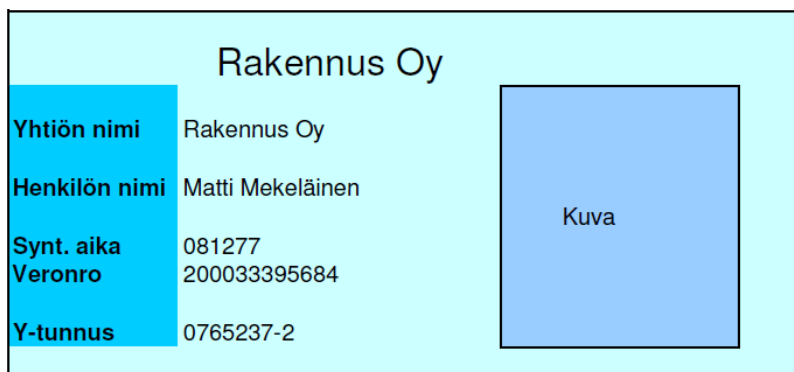 Rakennus Oy
Yhtiön nimi Rakennus Oy
Henkilön nimi Matti Mekeläinen
Kuva
Synt. aika 081277
Veronro 200033395684
Y-tunnus 0765237-2